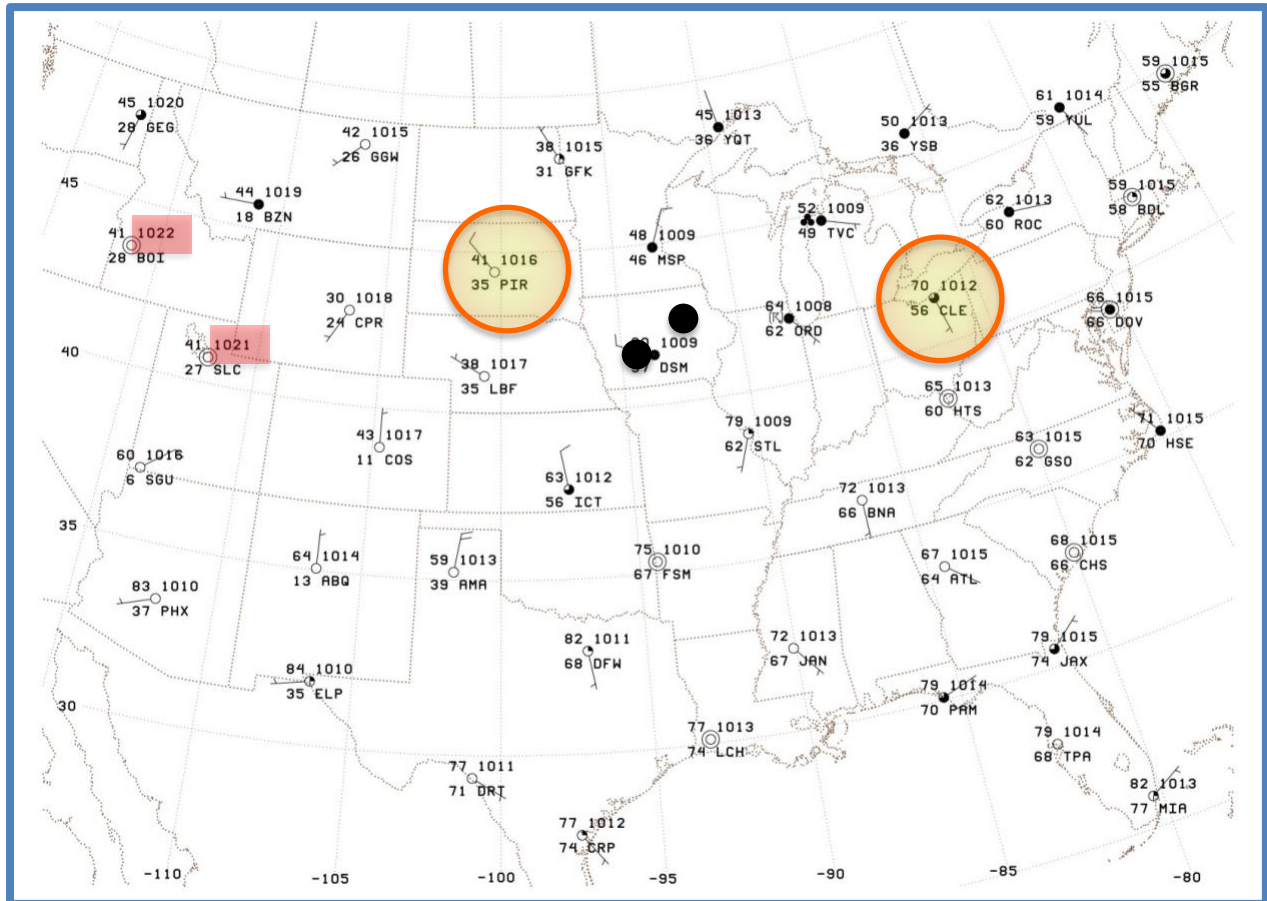 59 1015
55 BGR
45 1020
28 GEG
42 1015
26 GGW
38 1015
31 GFK
45 1013
36 YQT
50 1013
36 YSB
61 1014
59 YUL
45
44 1019
18 BZN
59 1015
58 BDL
62 1013
60 ROC
52 1009
49 TVC
41 1022
28 BOI
48 1009
46 MSP
41 1016
35 PIR
70 1012
56 CLE
30 1018
24 CPR
64 1008
62 ORD
66 1015
66 DOV
40
41 1021
27 SLC
38 1017
35 LBF
1009
DSM
65 1013
60 HTS
71 1015
70 HSE
79 1009
62 STL
63 1015
62 GSO
43 1017
11 COS
60 1016
6 SGU
63 1012
56 ICT
72 1013
66 BNA
35
64 1014
13 ABQ
59 1013
39 AMA
75 1010
67 FSM
67 1015
64 ATL
68 1015
66 CHS
83 1010
37 PHX
82 1011
68 DFW
72 1013
67 JAN
79 1015
74 JAX
84 1010
35 ELP
79 1014
70 PAM
30
77 1013
74 LCH
79 1014
68 TPA
77 1011
71 DRT
82 1013
77 MIA
77 1012
74 CRP
-110
-105
-100
-95
-90
-85
-80